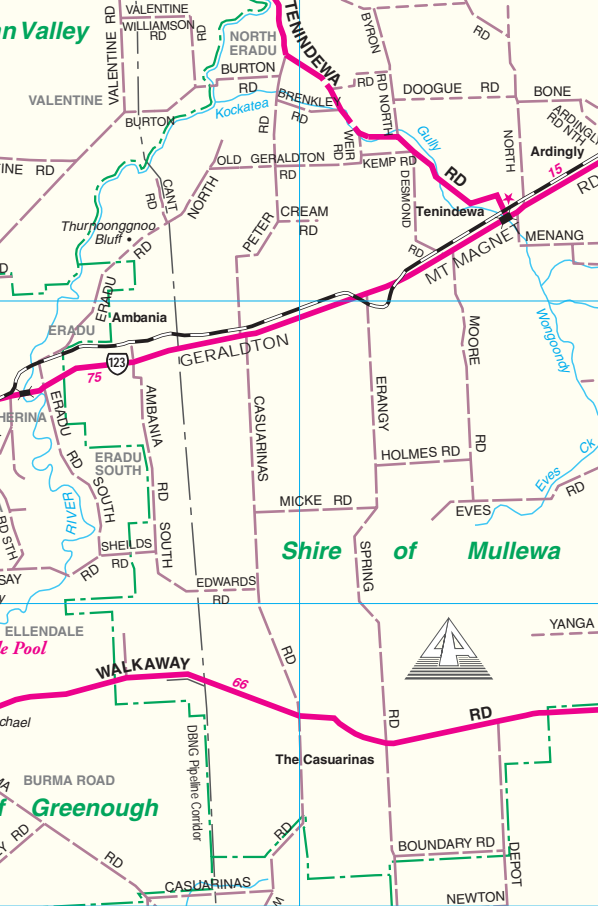 VALENTINE
WILLIAMSON
RD
RD
VALENTINE RD
n Valley
NORTH
ERADU
TENINDEWA
BYRON
RD
VALENTINE
BURTON
RD
BURTON
Kockatea
BRENKLEY
RD
RD
RD NORTH
DOOGUE RD
BONE
ARDINGLY
RD NTH
Ardingly
15
RD
INE RD
RD
WEIR
RD
Gully
NORTH
OLD GERALDTON
RD
KEMP RD
RD
DESMOND
CANT
RD
NORTH
Thurnoonggnoo
Bluff
RD
PETER
CREAM
RD
Tenindewa
RD
MT MAGNET
MENANG
D
ERADU
ERADU
Ambania
123
75
GERALDTON
MOORE
RD
Wongoondy
HERINA
ERADU
RD
SOUTH
AMBANIA
RD
SOUTH
CASUARINAS
ERANGY
ERADU
SOUTH
HOLMES RD
Eves
Ck
RD
EVES
RIVER
RD STH
MICKE RD
SPRING
SHEILDS
RD
RD
SAY
y
Shire of Mullewa
EDWARDS
RD
ELLENDALE
le Pool
YANGA
RD
WALKAWAY
66
RD
RD
chael
DBNG Pipeline Corridor
The Casuarinas
BURMA ROAD
MA
f Greenough
RD
LY RD
RD
BOUNDARY RD
DEPOT
CASUARINAS
NEWTON